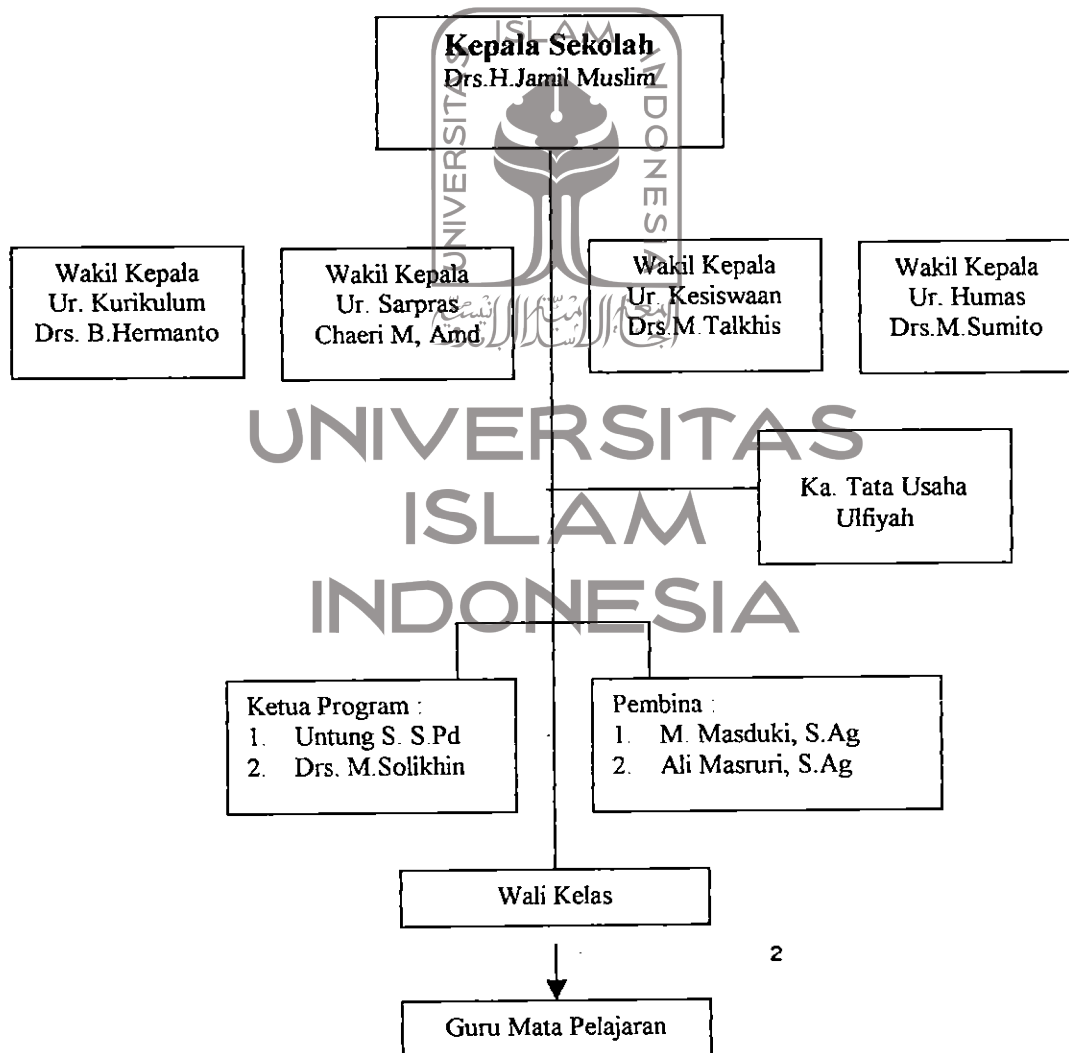 Kepala Sekolah
Drs.H.Jamil Muslim
ISLAM
UNIVERSITAS
INDONESIA
Wakil Kepala
Ur. Kurikulum
Drs. B.Hermanto
Wakil Kepala
Ur. Sarpras
Chaeri M, Amd
Wakil Kepala
Ur. Kesiswaan
Drs.M.Talkhis
Wakil Kepala
Ur. Humas
Drs.M.Sumito
UNIVERSITAS
ISLAM
INDONESIA
Ka. Tata Usaha
Ulfiyah
Ketua Program :
1. Untung S. S.Pd
2. Drs. M.Solikhin
Pembina :
1. M. Masduki, S.Ag
2. Ali Masruri, S.Ag
Wali Kelas
2
Guru Mata Pelajaran